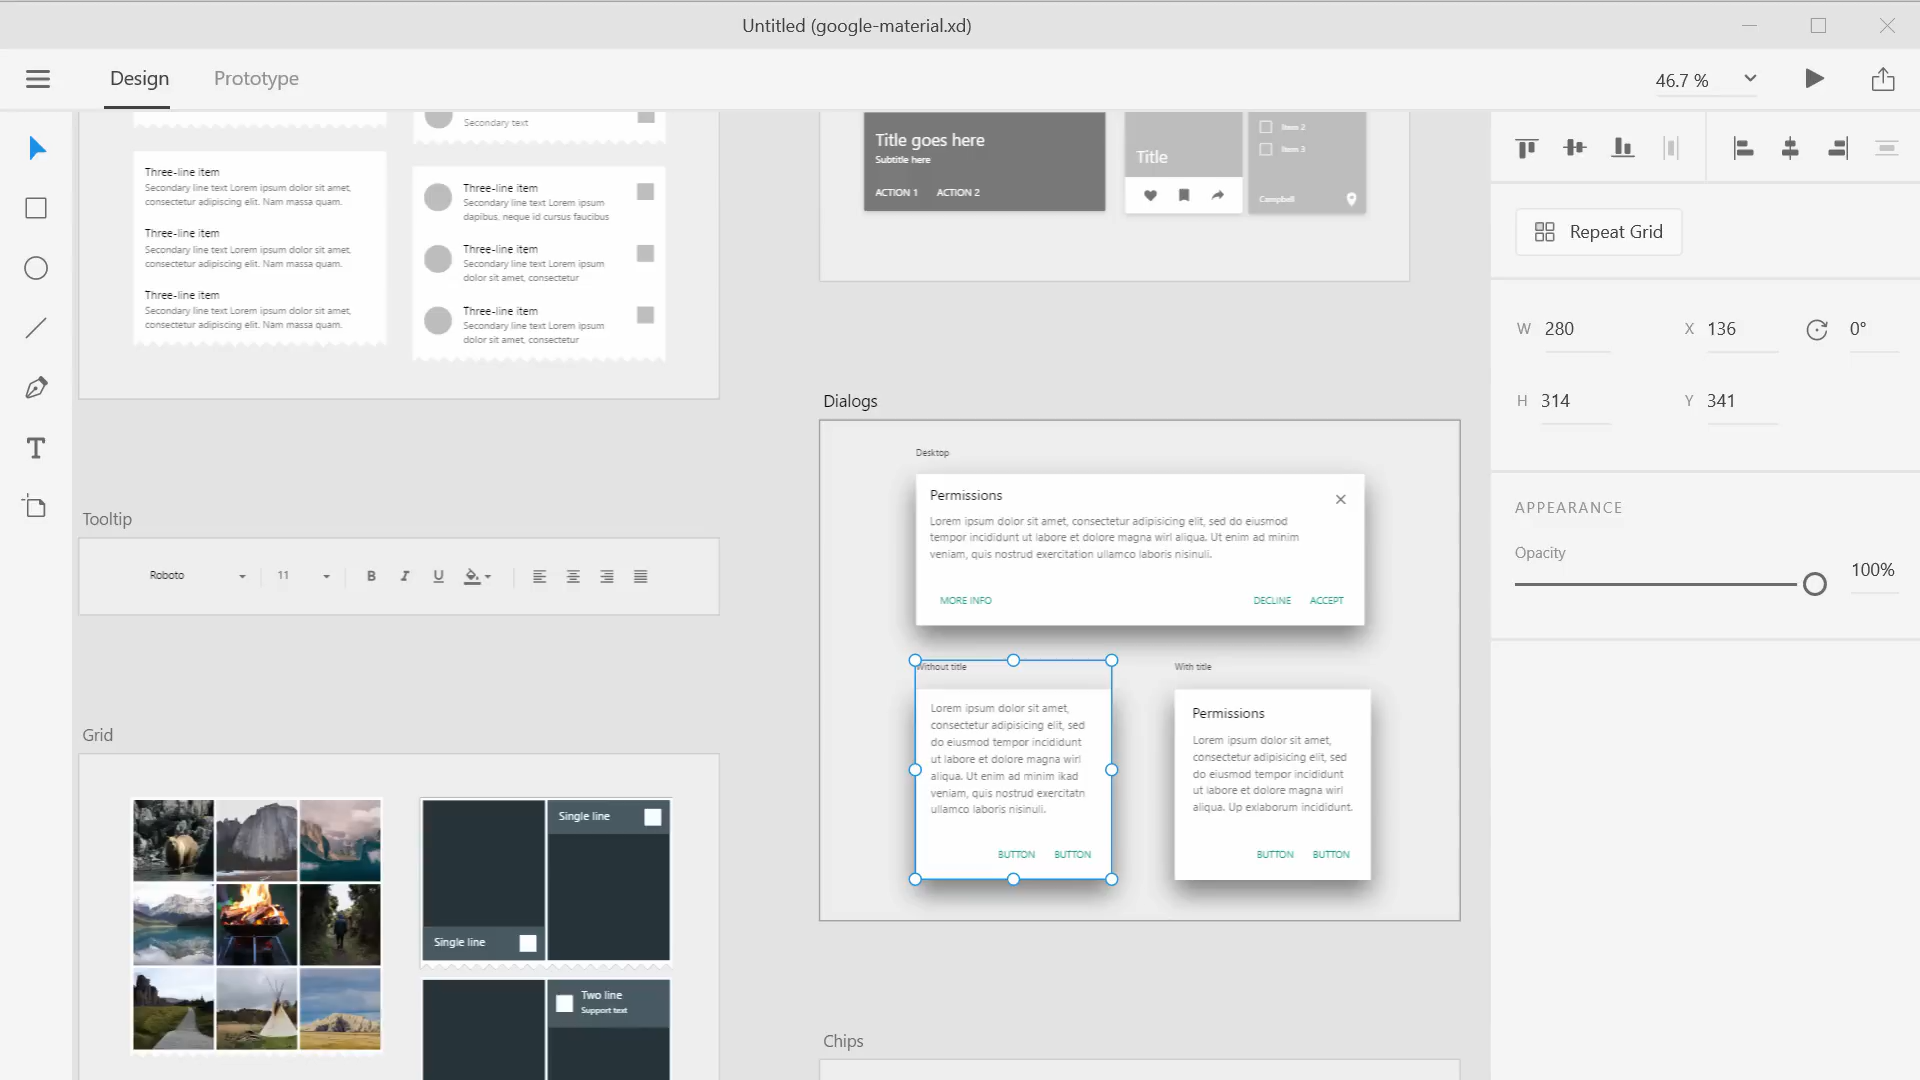 Untitled (google-material.xd)
Design
Prototype
46.7 %
Secondary text
Three-line item
Secondary line text Lorem ipsum dolor sit amet,
consectetur adipiscing elit. Nam massa quam.
Three-line item
Secondary line text Lorem ipsum dolor sit amet,
consectetur adipiscing elit. Nam massa quam.
Three-line item
Secondary line text Lorem ipsum dolor sit amet,
consectetur adipiscing elit. Nam massa quam.
Three-line item
Secondary line text Lorem ipsum
dapibus, neque id cursus faucibus
Three-line item
Secondary line text Lorem ipsum
dolor sit amet, consectetur
Three-line item
Secondary line text Lorem ipsum
dolor sit amet, consectetur
Title goes here
Subtitle here
ACTION 1
ACTION 2
Title
Item 2
Item 3
Campbell
Repeat Grid
W 280
X 136
0°
H 314
Y 341
APPEARANCE
Opacity
100%
Tooltip
Roboto
11
B
I
U
Grid
Single line
Single line
Two line
Support text
Dialogs
Desktop
Permissions
Lorem ipsum dolor sit amet, consectetur adipisicing elit, sed do eiusmod
tempor incididunt ut labore et dolore magna wirl aliqua. Ut enim ad minim
veniam, quis nostrud exercitation ullamco laboris nisinuli.
MORE INFO
DECLINE
ACCEPT
Without title
Lorem ipsum dolor sit amet,
consectetur adipisicing elit, sed
do eiusmod tempor incididunt
ut labore et dolore magna wirl
aliqua. Ut enim ad minim ikad
veniam, quis nostrud exercitatn
ullamco laboris nisinuli.
BUTTON
BUTTON
With title
Permissions
Lorem ipsum dolor sit amet,
consectetur adipisicing elit, sed
do eiusmod tempor incididunt
ut labore et dolore magna wirl
aliqua. Up exlaborum incididunt.
BUTTON
BUTTON
Chips